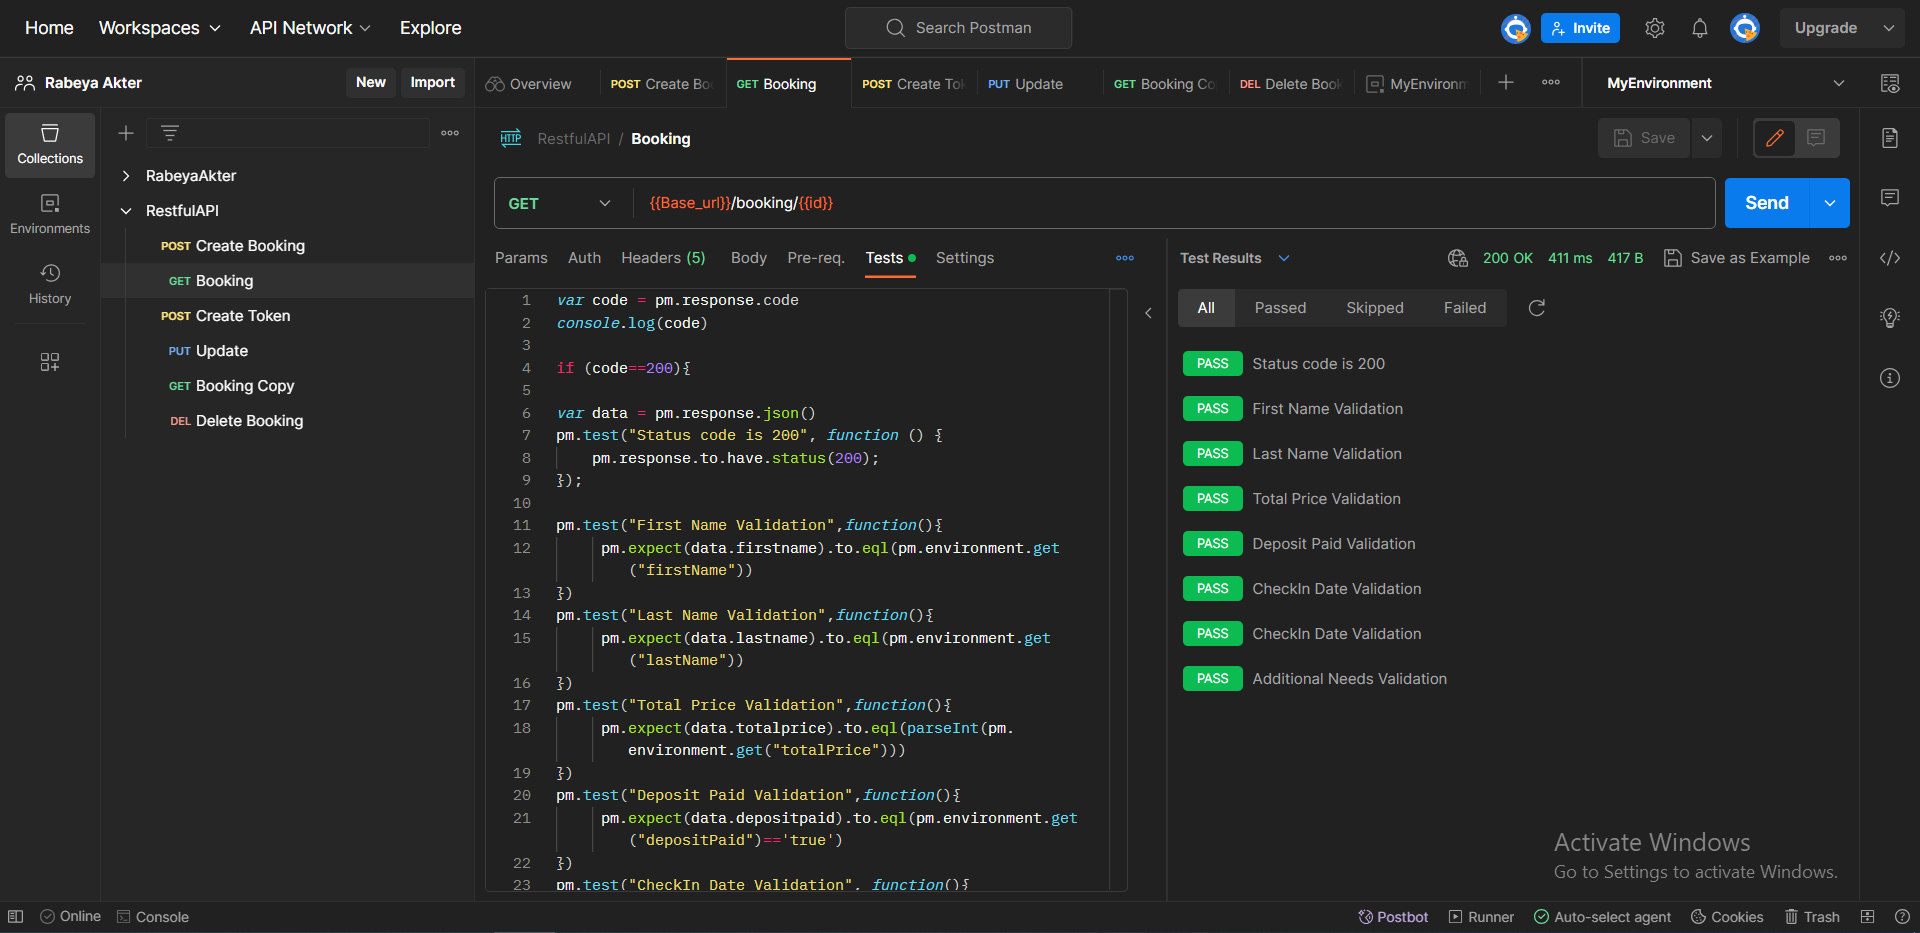 Home Workspaces API Network Explore Search Postman Invite Upgrade
Rabeya Akter New Import Overview POST Create Bo GET Booking POST Create To PUT Update GET Booking Co DEL Delete Book MyEnvironm MyEnvironment
Collections
Environments
History
RabeyaAkter
RestfulAPI
POST Create Booking
GET Booking
POST Create Token
PUT Update
GET Booking Copy
DEL Delete Booking
HTTP RestfulAPI / Booking Save
GET {{Base_url}}/booking/{{id}} Send
Params Auth Headers (5) Body Pre-req. Tests Settings
1 var code = pm.response.code
2 console.log(code)
3
4 if (code==200){
5
6 var data = pm.response.json()
7 pm.test("Status code is 200", function () {
8 pm.response.to.have.status(200);
9 });
10
11 pm.test("First Name Validation",function(){
12 pm.expect(data.firstname).to.eql(pm.environment.get
("firstName"))
13 })
14 pm.test("Last Name Validation",function(){
15 pm.expect(data.lastname).to.eql(pm.environment.get
("lastName"))
16 })
17 pm.test("Total Price Validation",function(){
18 pm.expect(data.totalprice).to.eql(parseInt(pm.
environment.get("totalPrice")))
19 })
20 pm.test("Deposit Paid Validation",function(){
21 pm.expect(data.depositpaid).to.eql(pm.environment.get
("depositPaid")=='true')
22 })
23 pm.test("CheckIn Date Validation", function(){
Test Results 200 OK 411 ms 417 B Save as Example
All Passed Skipped Failed
PASS Status code is 200
PASS First Name Validation
PASS Last Name Validation
PASS Total Price Validation
PASS Deposit Paid Validation
PASS CheckIn Date Validation
PASS CheckIn Date Validation
PASS Additional Needs Validation
Activate Windows
Go to Settings to activate Windows.
Online Console Postbot Runner Auto-select agent Cookies Trash